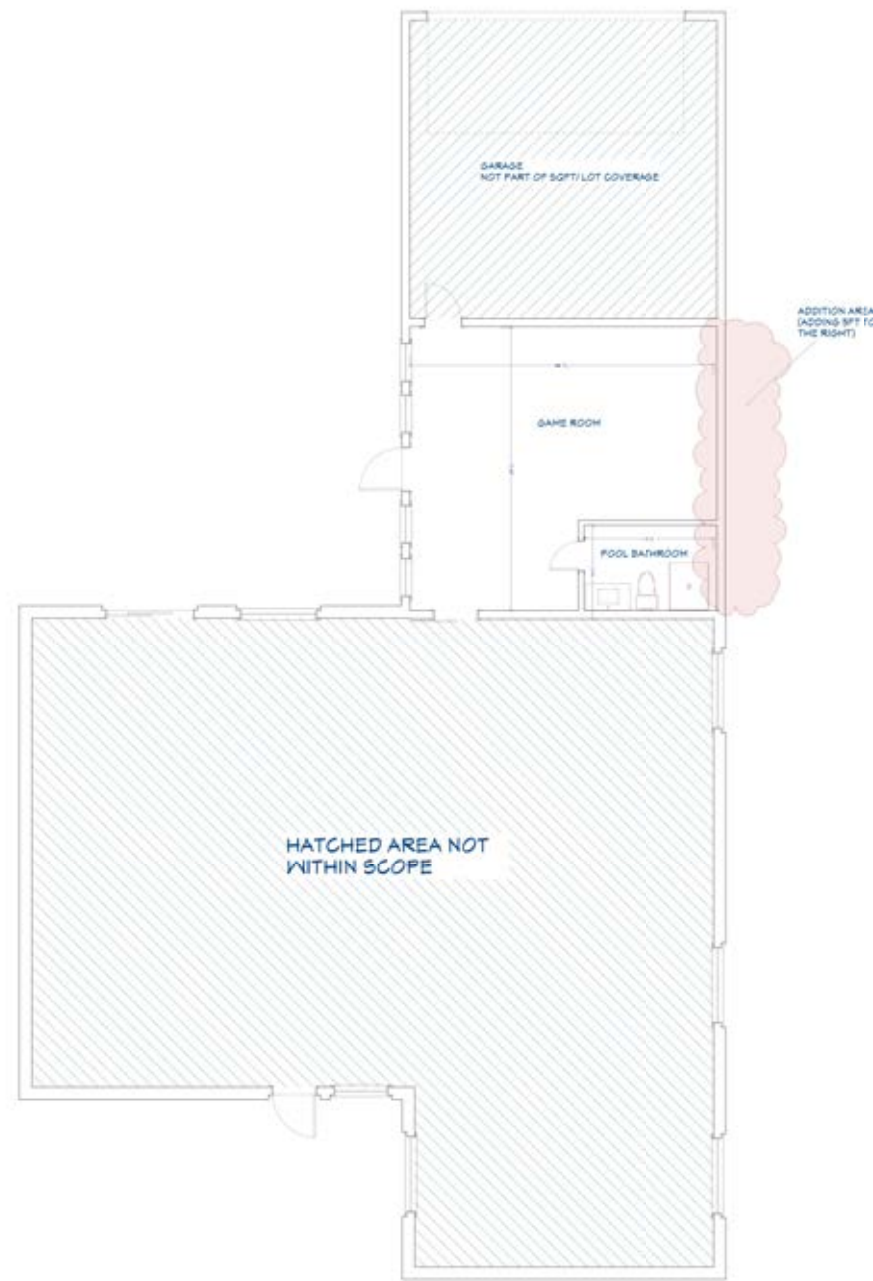 GARAGE
NOT PART OF SQFT/ LOT COVERAGE
ADDITION AREA
(ADDING 5FT TO
THE RIGHT)
GAME ROOM
POOL BATHROOM
HATCHED AREA NOT
WITHIN SCOPE